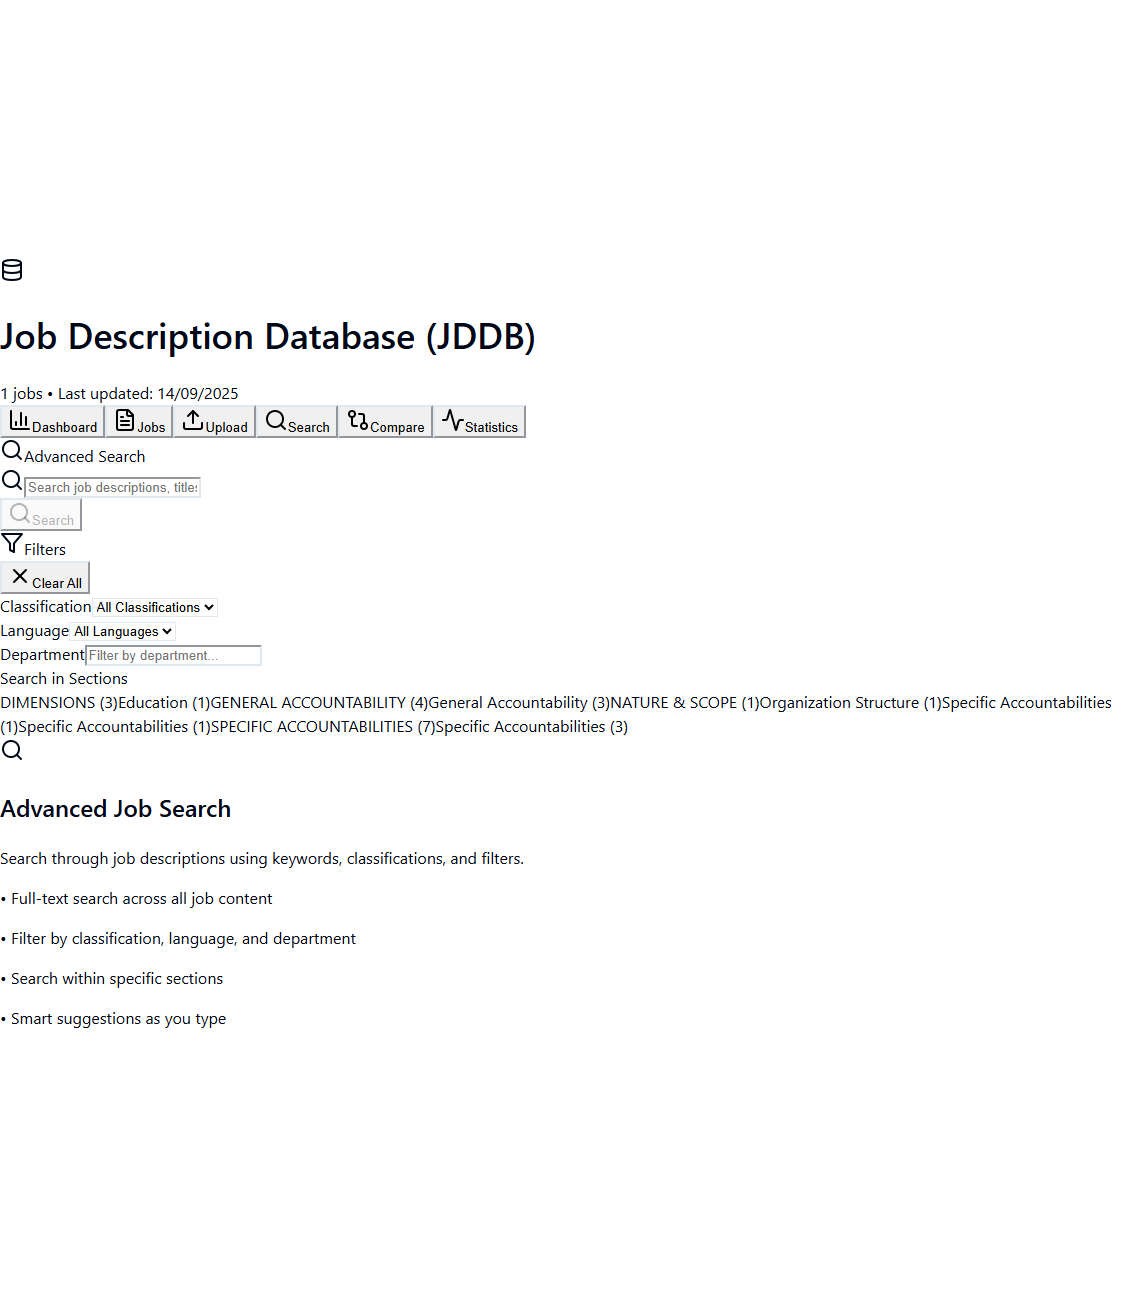 Job Description Database (JDDB)
1 jobs • Last updated: 14/09/2025
Dashboard Jobs Upload Search Compare Statistics
Advanced Search
Search job descriptions, titles
Search
Filters
Clear All
Classification All Classifications
Language All Languages
Department Filter by department...
Search in Sections
DIMENSIONS (3)Education (1)GENERAL ACCOUNTABILITY (4)General Accountability (3)NATURE & SCOPE (1)Organization Structure (1)Specific Accountabilities
(1)Specific Accountabilities (1)SPECIFIC ACCOUNTABILITIES (7)Specific Accountabilities (3)
Advanced Job Search
Search through job descriptions using keywords, classifications, and filters.
• Full-text search across all job content
• Filter by classification, language, and department
• Search within specific sections
• Smart suggestions as you type